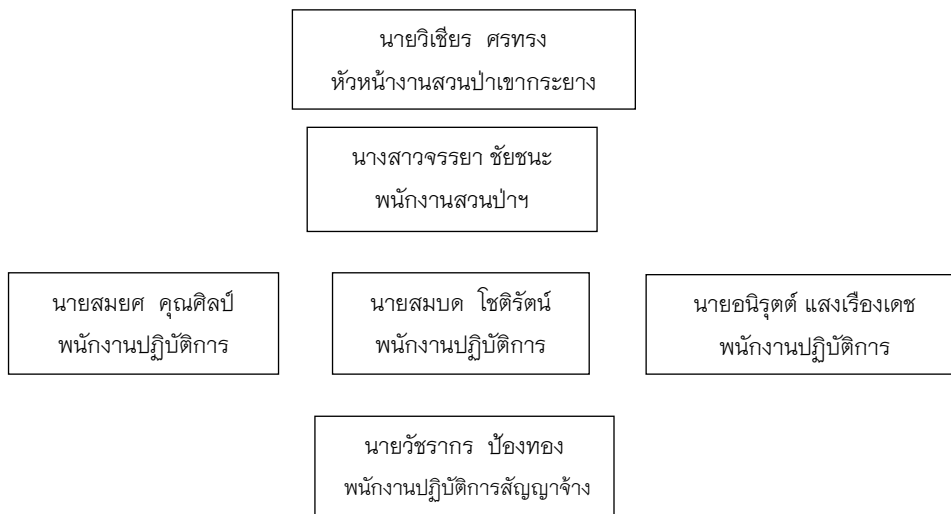 นายวิเชียร ศรทรง
หัวหน้างานสวนป่าเขากระยาง
นางสาวจรรยา ชัยชนะ
พนักงานสวนป่าฯ
นายสมยศ คุณศิลป์
พนักงานปฏิบัติการ
นายสมบด โชติรัตน์
พนักงานปฏิบัติการ
นายอนิรุตต์ แสงเรืองเดช
พนักงานปฏิบัติการ
นายวัชรากร ป้องทอง
พนักงานปฏิบัติการสัญญาจ้าง